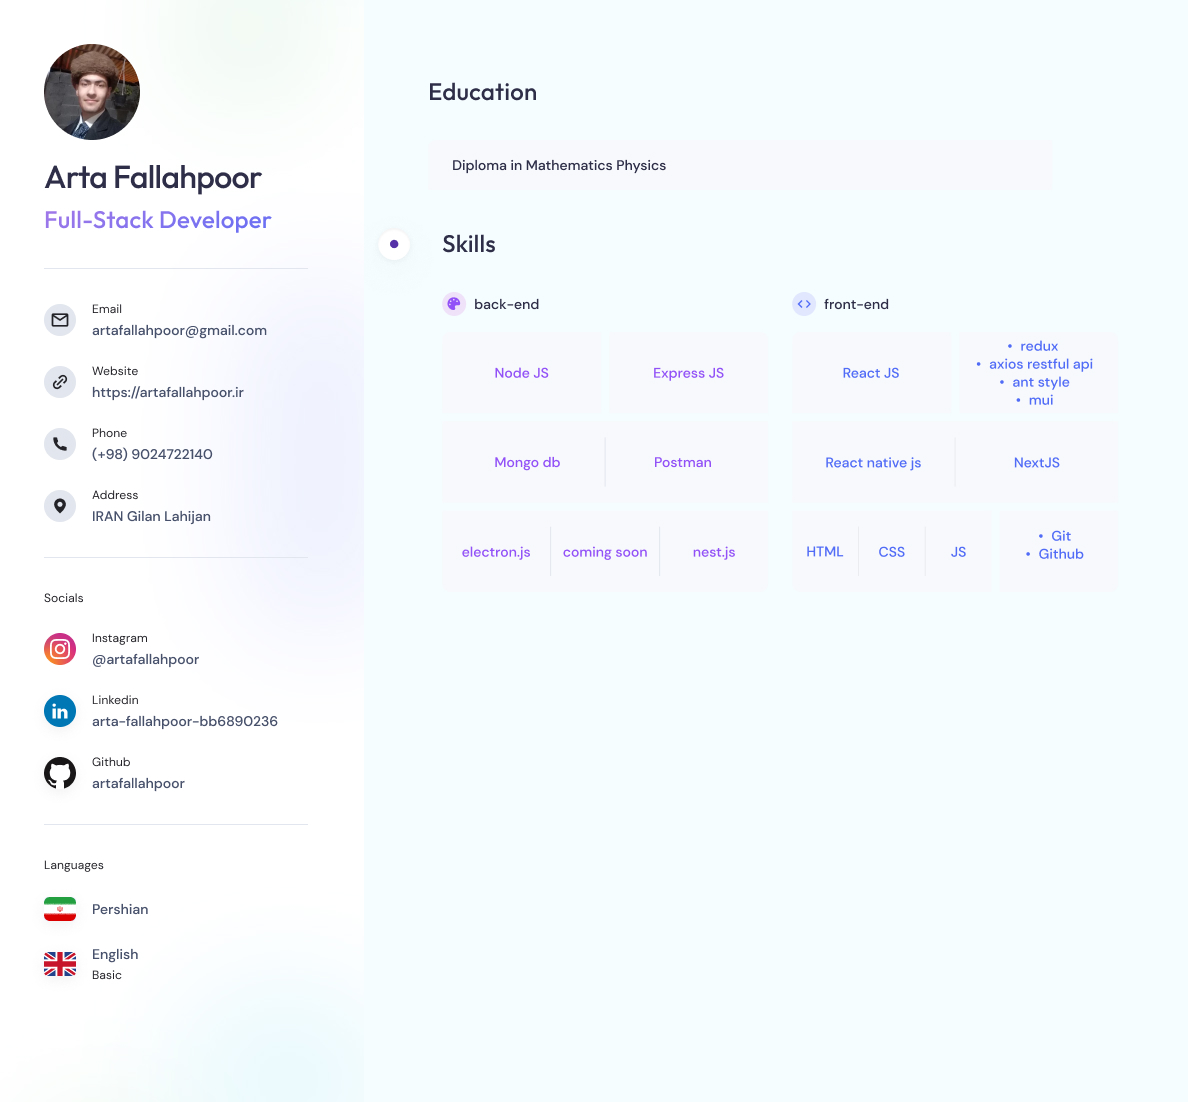 Arta Fallahpoor
Full-Stack Developer
Email
artafallahpoor@gmail.com
Website
https://artafallahpoor.ir
Phone
(+98) 9024722140
Address
IRAN Gilan Lahijan
Socials
Instagram
@artafallahpoor
Linkedin
arta-fallahpoor-bb6890236
Github
artafallahpoor
Languages
Pershian
English
Basic
Education
Diploma in Mathematics Physics
Skills
back-end
Node JS
Express JS
Mongo db
Postman
electron.js
coming soon
nest.js
front-end
React JS
• redux
• axios restful api
• ant style
• mui
React native js
NextJS
HTML
CSS
JS
• Git
• Github